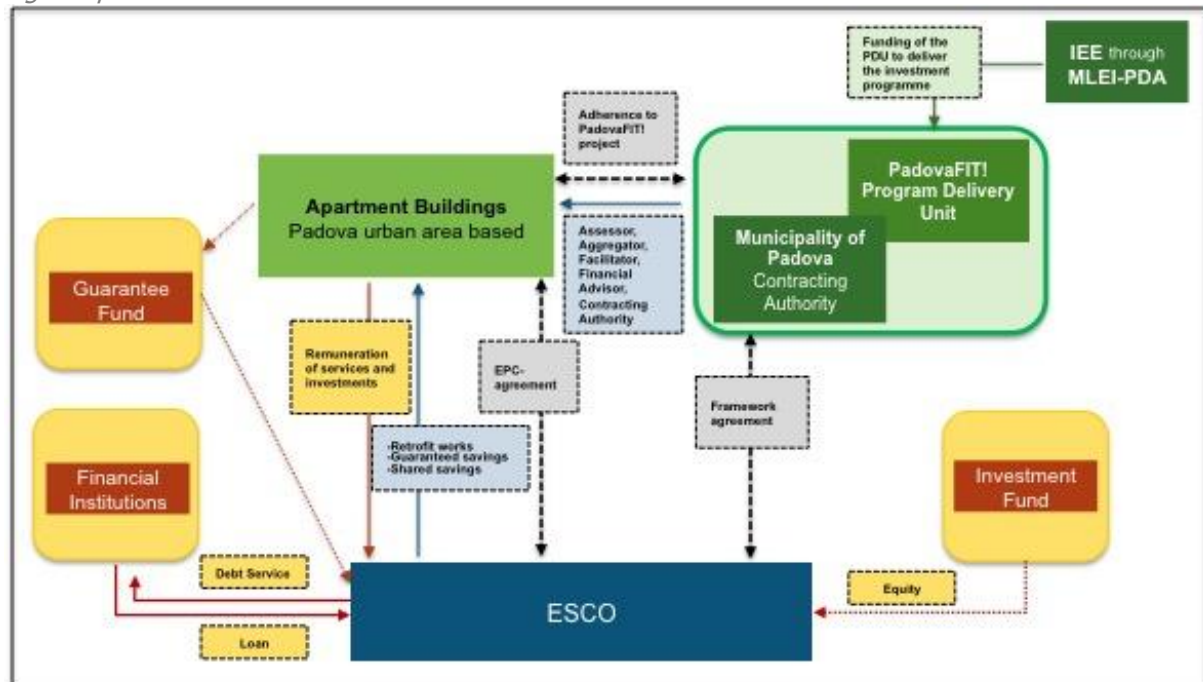 Funding of the
PDU to deliver
the investment
programme
IEE through
MLEI-PDA
Adherence to
PadovaFIT!
project
PadovaFIT!
Program Delivery
Unit
Apartment Buildings
Padova urban area based
Municipality of
Padova
Contracting
Authority
Assessor,
Aggregator,
Facilitator,
Financial
Advisor,
Contracting
Authority
Guarantee
Fund
Remuneration
of services and
investments
EPC-
agreement
Framework
agreement
-Retrofit works
-Guaranteed savings
-Shared savings
Financial
Institutions
Investment
Fund
Debt Service
Equity
ESCO
Loan